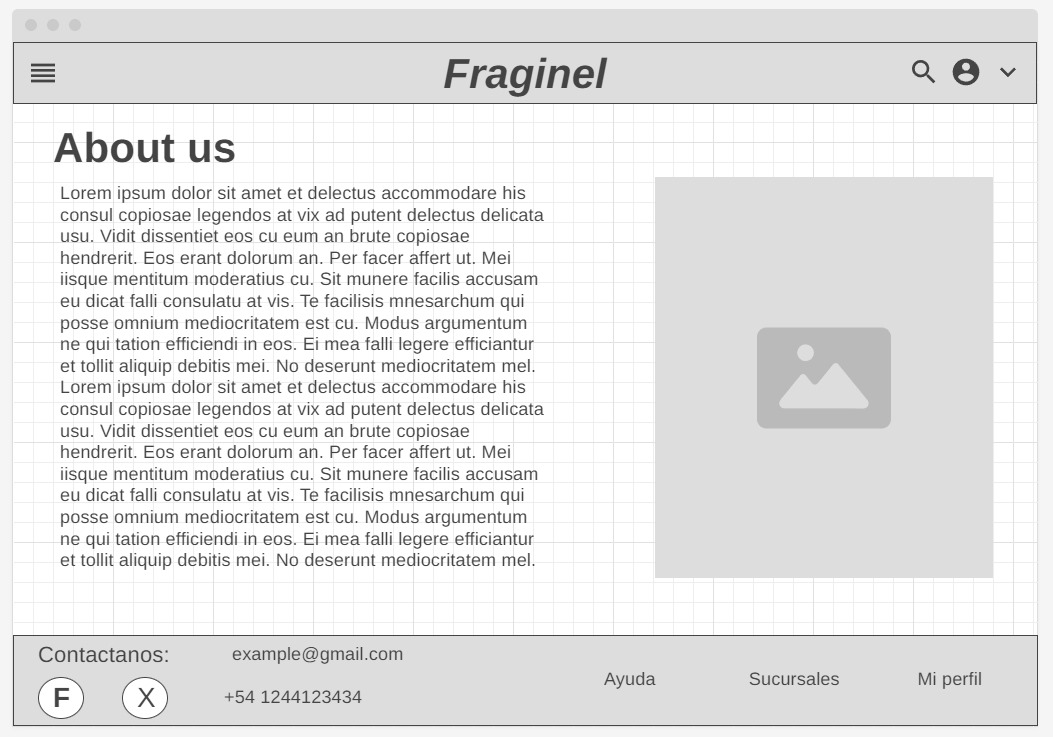 Fraginel
About us
Lorem ipsum dolor sit amet et delectus accommodare his
consul copiosae legendos at vix ad putent delectus delicata
usu. Vidit dissentiet eos cu eum an brute copiosae
hendrerit. Eos erant dolorum an. Per facer affert ut. Mei
iisque mentitum moderatius cu. Sit munere facilis accusam
eu dicat falli consulatu at vis. Te facilisis mnesarchum qui
posse omnium mediocritatem est cu. Modus argumentum
ne qui tation efficiendi in eos. Ei mea falli legere efficiantur
et tollit aliquip debitis mei. No deserunt mediocritatem mel.
Lorem ipsum dolor sit amet et delectus accommodare his
consul copiosae legendos at vix ad putent delectus delicata
usu. Vidit dissentiet eos cu eum an brute copiosae
hendrerit. Eos erant dolorum an. Per facer affert ut. Mei
iisque mentitum moderatius cu. Sit munere facilis accusam
eu dicat falli consulatu at vis. Te facilisis mnesarchum qui
posse omnium mediocritatem est cu. Modus argumentum
ne qui tation efficiendi in eos. Ei mea falli legere efficiantur
et tollit aliquip debitis mei. No deserunt mediocritatem mel.
Contactanos:
example@gmail.com
F
X
+54 1244123434
Ayuda
Sucursales
Mi perfil